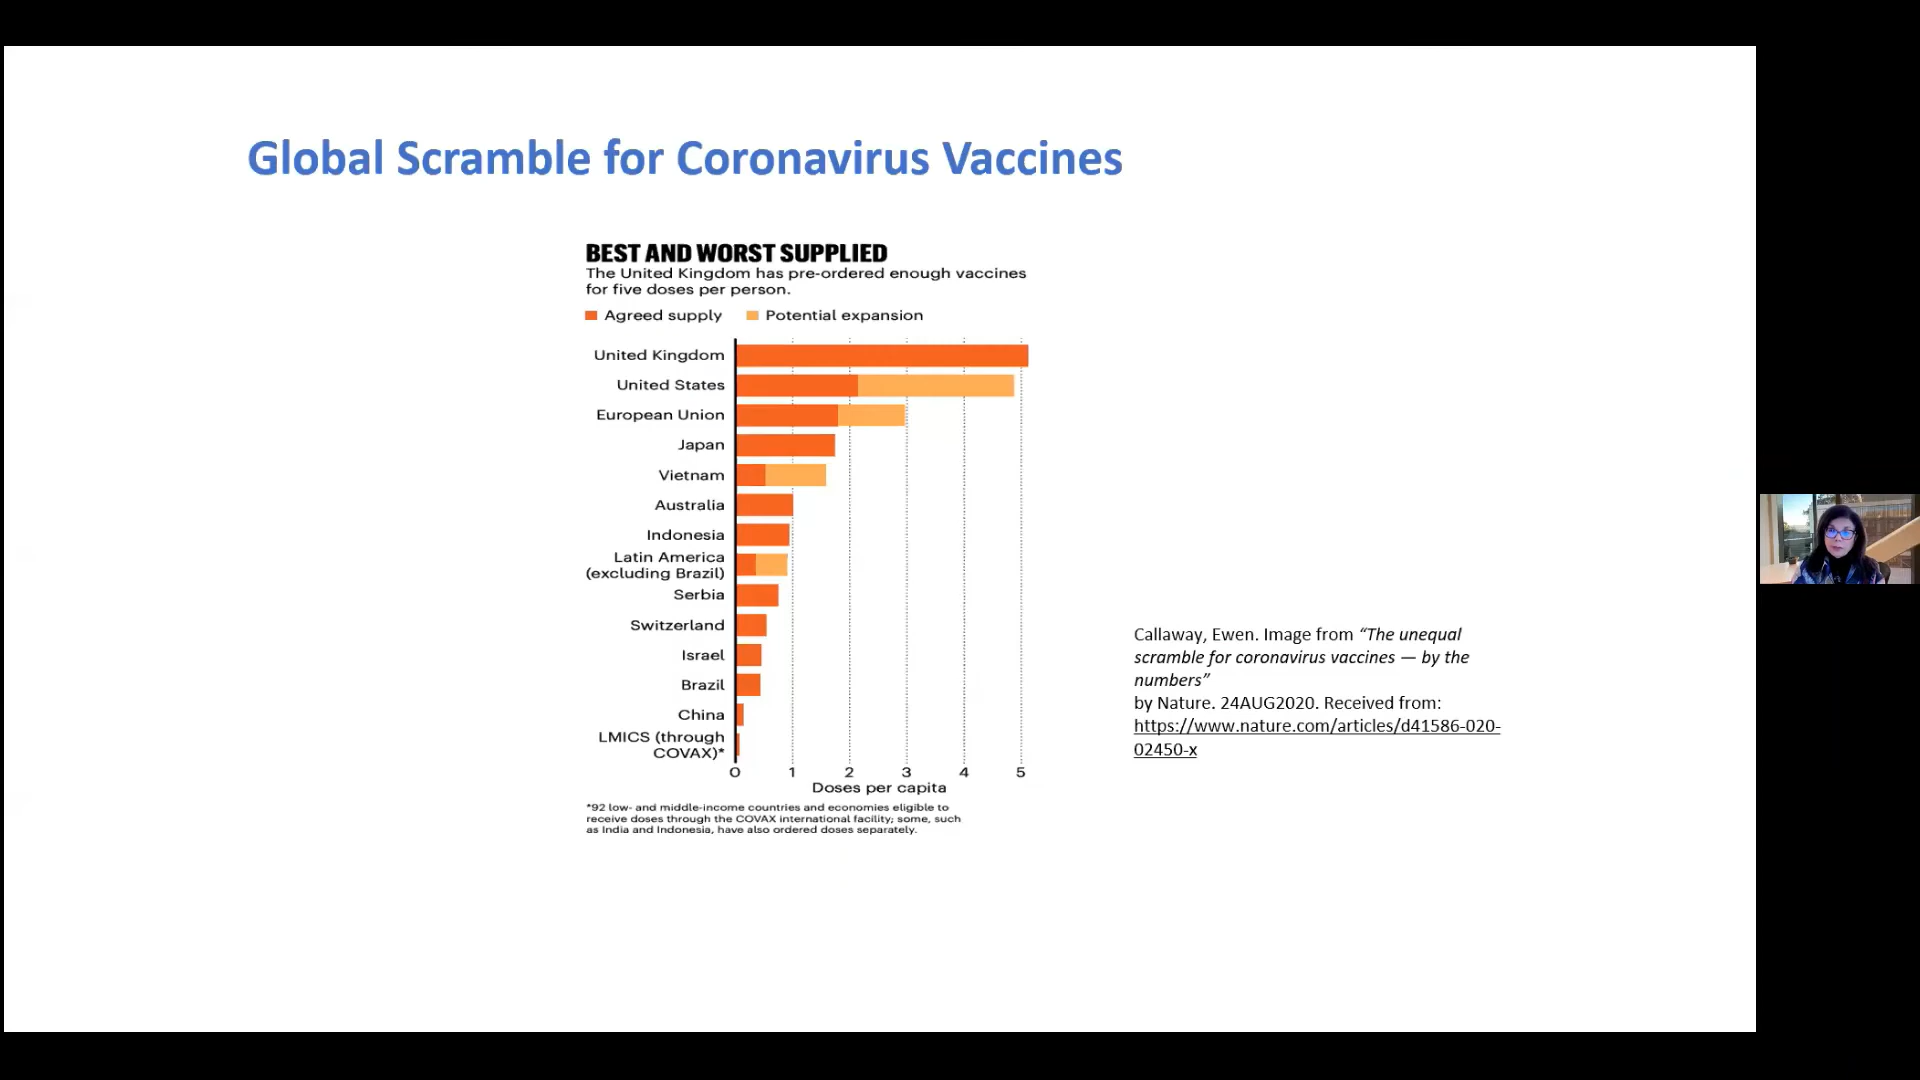 Global Scramble for Coronavirus Vaccines
BEST AND WORST SUPPLIED
The United Kingdom has pre-ordered enough vaccines
for five doses per person.
Agreed supply
Potential expansion
United Kingdom
United States
European Union
Japan
Vietnam
Australia
Indonesia
Latin America
(excluding Brazil)
Serbia
Switzerland
Israel
Brazil
China
LMICS (through
COVAX)*
0 1 2 3 4 5
Doses per capita
*92 low- and middle-income countries and economies eligible to
receive doses through the COVAX international facility; some, such
as India and Indonesia, have also ordered doses separately.
Callaway, Ewen. Image from “The unequal
scramble for coronavirus vaccines — by the
numbers”
by Nature. 24AUG2020. Received from:
https://www.nature.com/articles/d41586-020-
02450-x